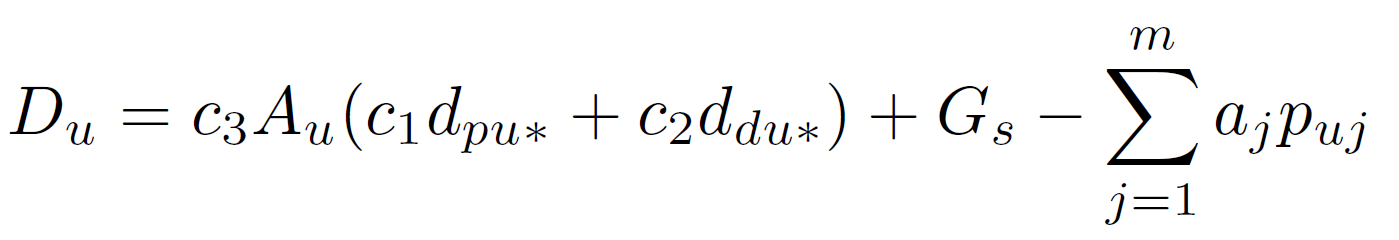 D_u = c_3 A_u (c_1 d_{pu*} + c_2 d_{du*}) + G_s - \sum_{j=1}^{m} a_j p_{uj}